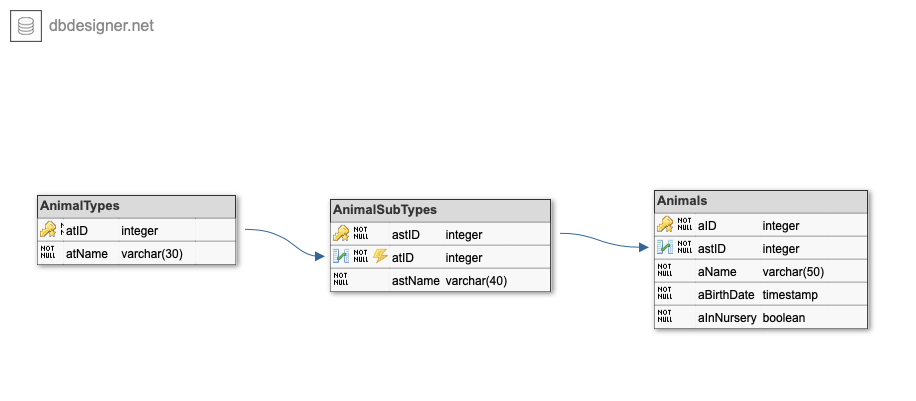 dbdesigner.net
AnimalTypes
atID integer
NOT NULL atName varchar(30)
AnimalSubTypes
NOT NULL astID integer
NOT NULL atID integer
NOT NULL astName varchar(40)
Animals
NOT NULL aID integer
NOT NULL astID integer
NOT NULL aName varchar(50)
NOT NULL aBirthDate timestamp
NOT NULL aInNursery boolean